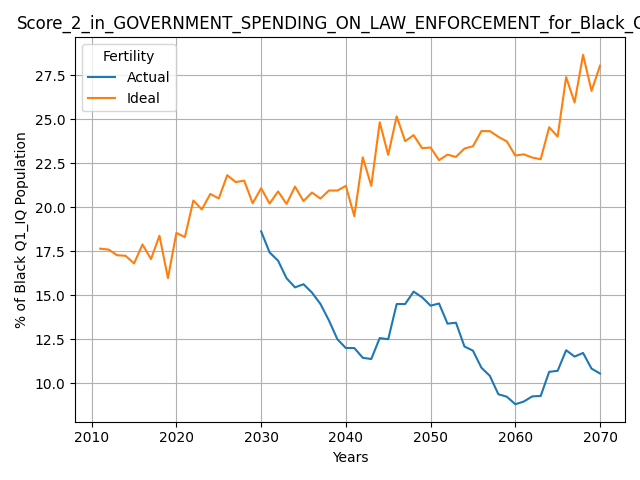 Score_2_in_GOVERNMENT_SPENDING_ON_LAW_ENFORCEMENT_for_Black_
Fertility
Actual
Ideal
27.5
25.0
22.5
20.0
17.5
15.0
12.5
10.0
% of Black Q1_IQ Population
2010 2020 2030 2040 2050 2060 2070
Years